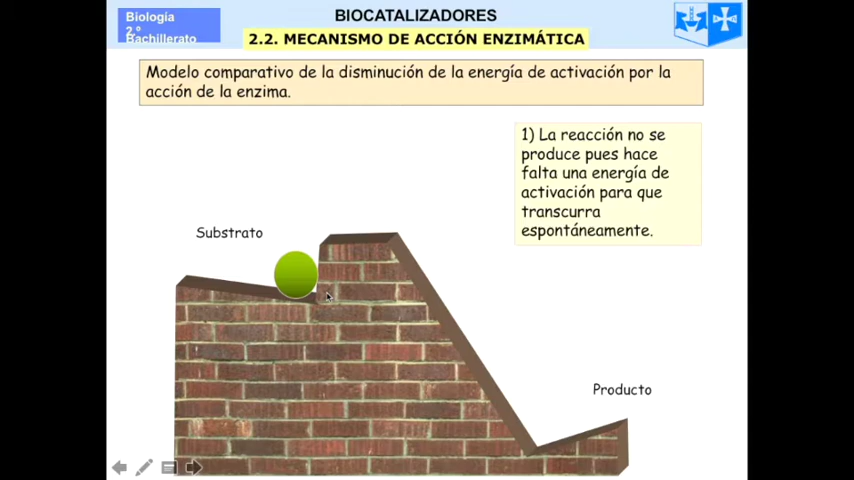 Biología
2.º
Bachillerato
BIOCATALIZADORES
2.2. MECANISMO DE ACCIÓN ENZIMÁTICA
Modelo comparativo de la disminución de la energía de activación por la
acción de la enzima.
1) La reacción no se
produce pues hace
falta una energía de
activación para que
transcurra
espontáneamente.
Substrato
Producto